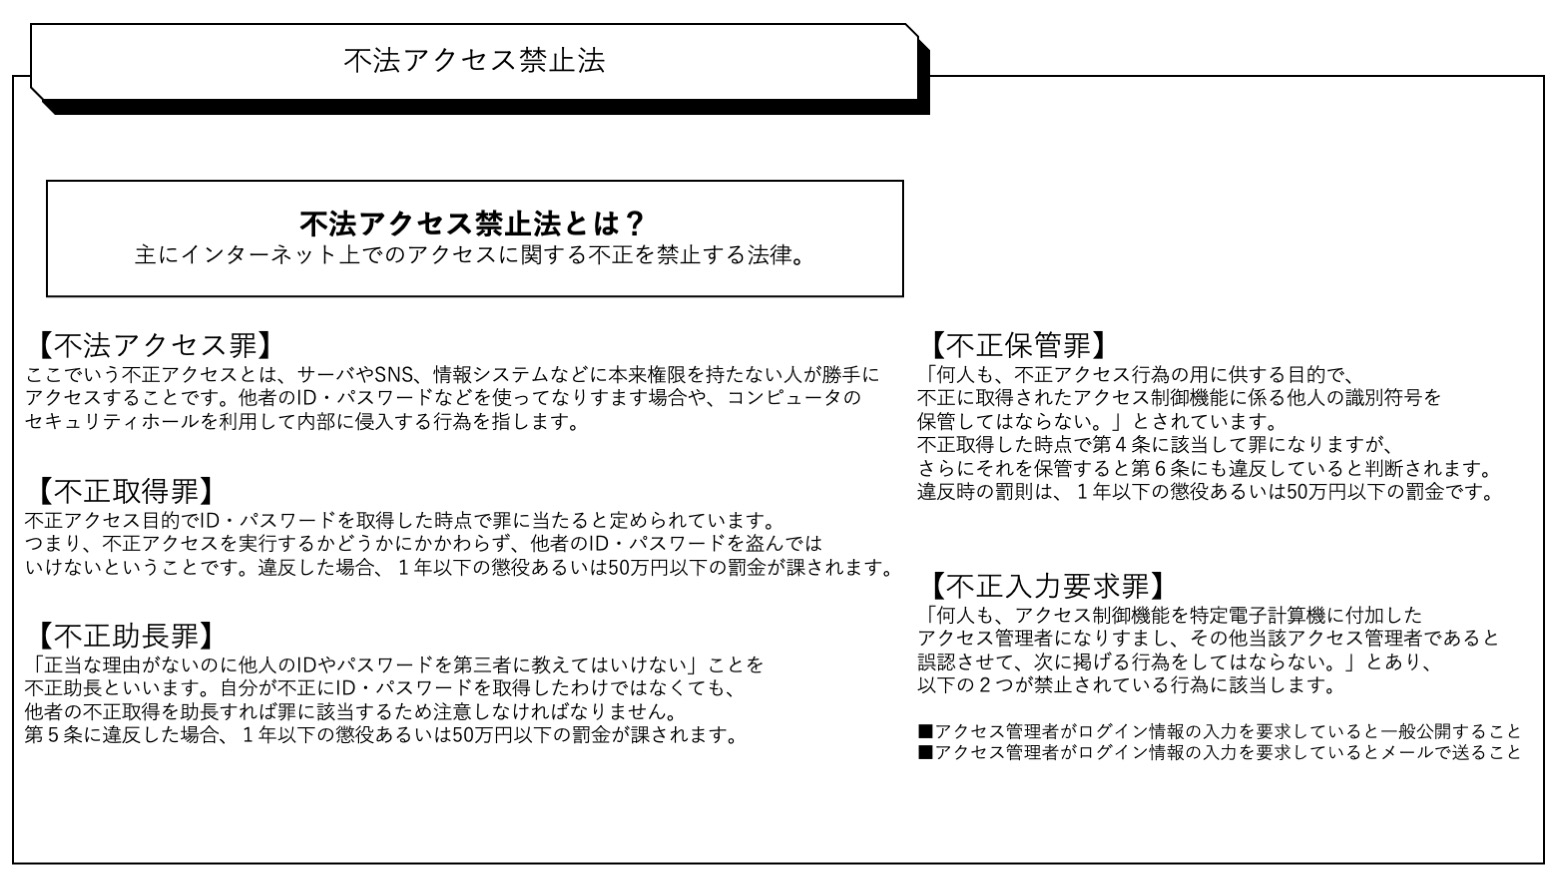 不法アクセス禁止法
不法アクセス禁止法とは？
主にインターネット上でのアクセスに関する不正を禁止する法律。
【不法アクセス罪】
ここでいう不正アクセスとは、サーバやSNS、情報システムなどに本来権限を持たない人が勝手に
アクセスすることです。他者のID・パスワードなどを使ってなりすます場合や、コンピュータの
セキュリティホールを利用して内部に侵入する行為を指します。
【不正取得罪】
不正アクセス目的でID・パスワードを取得した時点で罪に当たると定められています。
つまり、不正アクセスを実行するかどうかにかかわらず、他者のID・パスワードを盗んでは
いけないということです。違反した場合、１年以下の懲役あるいは50万円以下の罰金が課されます。
【不正助長罪】
「正当な理由がないのに他人のIDやパスワードを第三者に教えてはいけない」ことを
不正助長といいます。自分が不正にID・パスワードを取得したわけではなくても、
他者の不正取得を助長すれば罪に該当するため注意しなければなりません。
第５条に違反した場合、１年以下の懲役あるいは50万円以下の罰金が課されます。
【不正保管罪】
「何人も、不正アクセス行為の用に供する目的で、
不正に取得されたアクセス制御機能に係る他人の識別符号を
保管してはならない。」とされています。
不正取得した時点で第４条に該当して罪になりますが、
さらにそれを保管すると第６条にも違反していると判断されます。
違反時の罰則は、１年以下の懲役あるいは50万円以下の罰金です。
【不正入力要求罪】
「何人も、アクセス制御機能を特定電子計算機に付加した
アクセス管理者になりすまし、その他当該アクセス管理者であると
誤認させて、次に掲げる行為をしてはならない。」とあり、
以下の２つが禁止されている行為に該当します。
■アクセス管理者がログイン情報の入力を要求していると一般公開すること
■アクセス管理者がログイン情報の入力を要求しているとメールで送ること